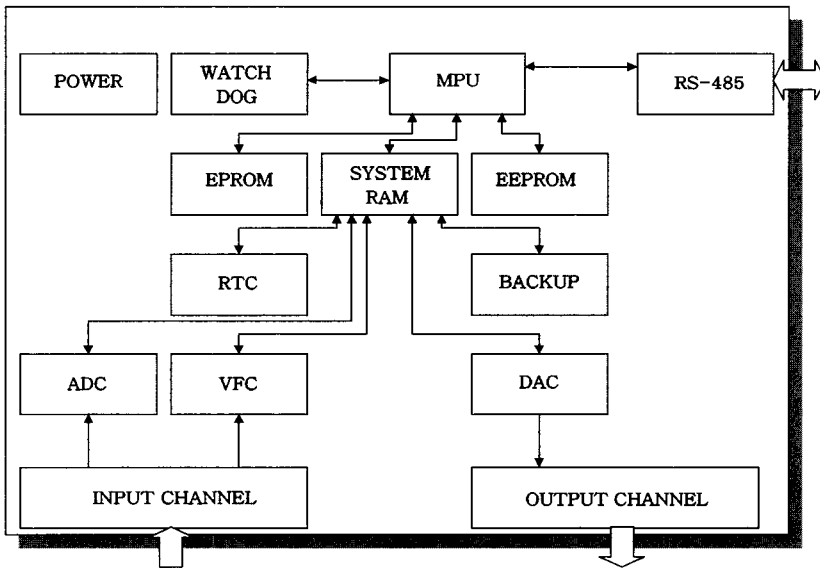 POWER
WATCH
DOG
MPU
RS-485
EPROM
SYSTEM
RAM
EEPROM
RTC
BACKUP
ADC
VFC
DAC
INPUT CHANNEL
OUTPUT CHANNEL